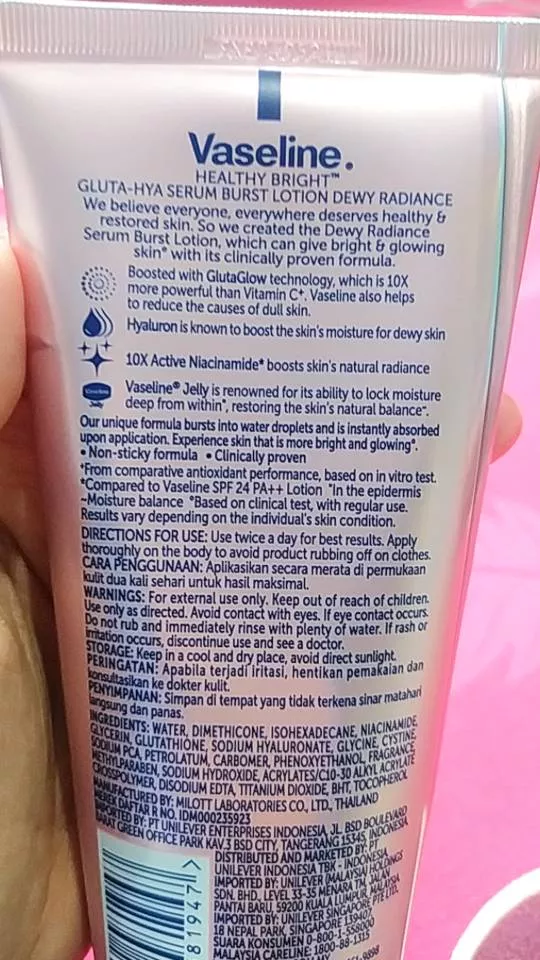 Vaseline.
HEALTHY BRIGHT™
GLUTA-HYA SERUM BURST LOTION DEWY RADIANCE
We believe everyone, everywhere deserves healthy &
restored skin. So we created the Dewy Radiance
Serum Burst Lotion, which can give bright & glowing
skin° with its clinically proven formula.
Boosted with GlutaGlow technology, which is 10X
more powerful than Vitamin C⁺. Vaseline also helps
to reduce the causes of dull skin.
Hyaluron is known to boost the skin's moisture for dewy skin
10X Active Niacinamide* boosts skin's natural radiance
Vaseline
Vaseline® Jelly is renowned for its ability to lock moisture
deep from within^, restoring the skin's natural balance~.
Our unique formula bursts into water droplets and is instantly absorbed
upon application. Experience skin that is more bright and glowing°.
• Non-sticky formula • Clinically proven
⁺From comparative antioxidant performance, based on in vitro test.
*Compared to Vaseline SPF 24 PA++ Lotion ^In the epidermis
~Moisture balance °Based on clinical test, with regular use.
Results vary depending on the individual's skin condition.
DIRECTIONS FOR USE: Use twice a day for best results. Apply
thoroughly on the body to avoid product rubbing off on clothes.
CARA PENGGUNAAN: Aplikasikan secara merata di permukaan
kulit dua kali sehari untuk hasil maksimal.
WARNINGS: For external use only. Keep out of reach of children.
Use only as directed. Avoid contact with eyes. If eye contact occurs.
Do not rub and immediately rinse with plenty of water. If rash or
irritation occurs, discontinue use and see a doctor.
STORAGE: Keep in a cool and dry place, avoid direct sunlight.
PERINGATAN: Apabila terjadi iritasi, hentikan pemakaian dan
konsultasikan ke dokter kulit.
PENYIMPANAN: Simpan di tempat yang tidak terkena sinar matahari
langsung dan panas.
INGREDIENTS: WATER, DIMETHICONE, ISOHEXADECANE, NIACINAMIDE,
GLYCERIN, GLUTATHIONE, SODIUM HYALURONATE, GLYCINE, CYSTINE,
SODIUM PCA, PETROLATUM, CARBOMER, PHENOXYETHANOL, FRAGRANCE,
METHYLPARABEN, SODIUM HYDROXIDE, ACRYLATES/C10-30 ALKYL ACRYLATE
CROSSPOLYMER, DISODIUM EDTA, TITANIUM DIOXIDE, BHT, TOCOPHEROL
MANUFACTURED BY: MILOTT LABORATORIES CO., LTD., THAILAND
MEREK DAFTAR R NO. IDM000235923
IMPORTED BY: PT UNILEVER ENTERPRISES INDONESIA, JL. BSD BOULEVARD
BARAT GREEN OFFICE PARK KAV.3 BSD CITY, TANGERANG 15345 INDONESIA
DISTRIBUTED AND MARKETED BY: PT
UNILEVER INDONESIA TBK - INDONESIA
IMPORTED BY: UNILEVER (MALAYSIA) HOLDINGS
SDN. BHD., LEVEL 33-35 MENARA TM, JALAN
PANTAI BARU, 59200 KUALA LUMPUR, MALAYSIA
IMPORTED BY: UNILEVER SINGAPORE PTE LTD,
18 NEPAL PARK, SINGAPORE 139407
SUARA KONSUMEN 0-800-1-558000
MALAYSIA CARELINE: 1800-88-1313
819471>